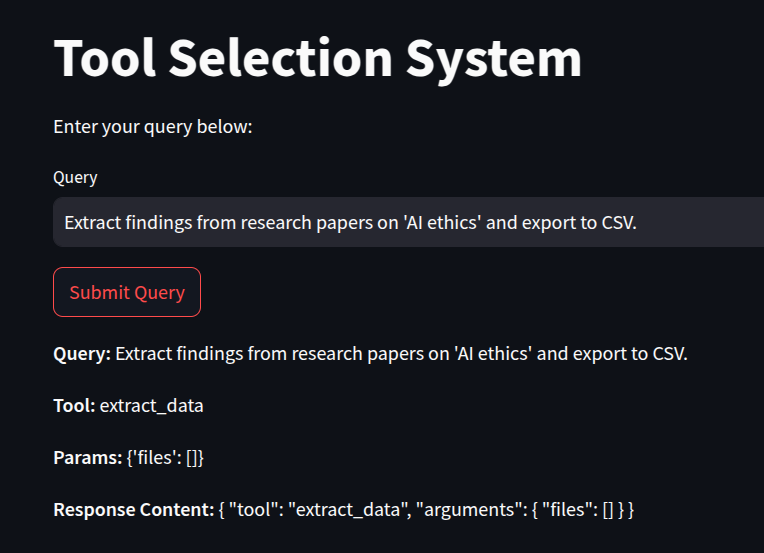 Tool Selection System
Enter your query below:
Query
Extract findings from research papers on 'AI ethics' and export to CSV.
Submit Query
Query: Extract findings from research papers on 'AI ethics' and export to CSV.
Tool: extract_data
Params: {'files': []}
Response Content: { "tool": "extract_data", "arguments": { "files": [] } }